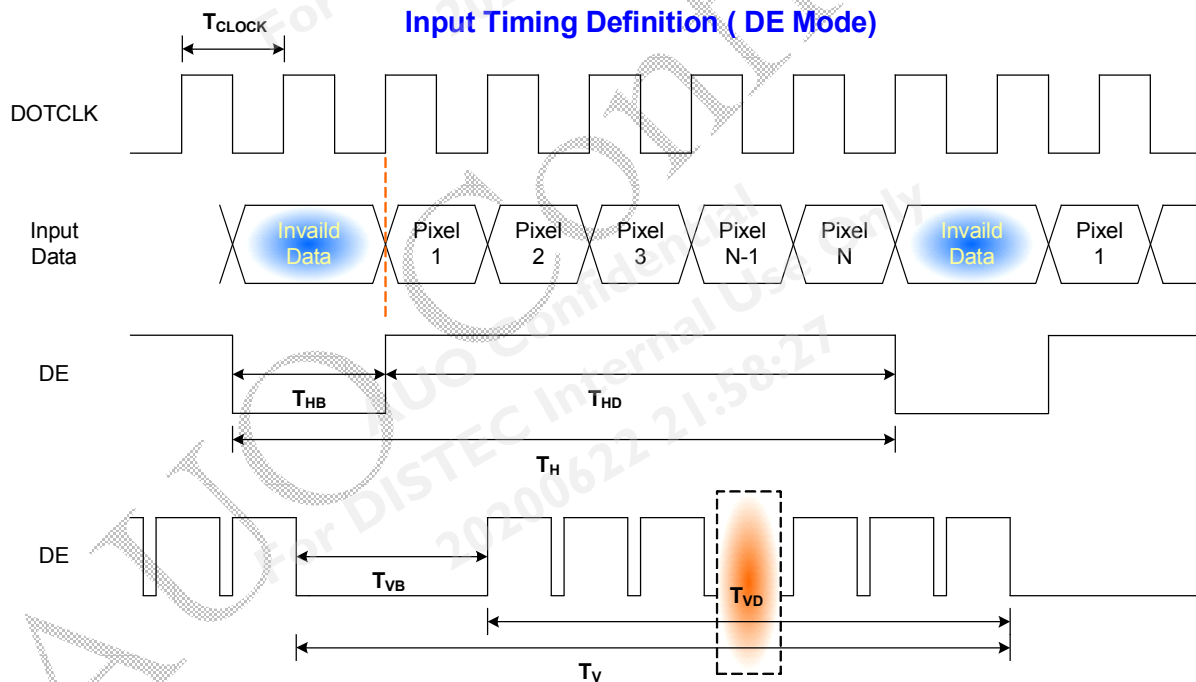 Input Timing Definition ( DE Mode)
TCLOCK
DOTCLK
Input
Data
Invaild
Data
Pixel
1
Pixel
2
Pixel
3
Pixel
N-1
Pixel
N
Invaild
Data
Pixel
1
DE
THB
THD
TH
DE
TVB
TVD
TV
AUO Confidential
For DISTEC Internal Use Only
20200622 21:58:27